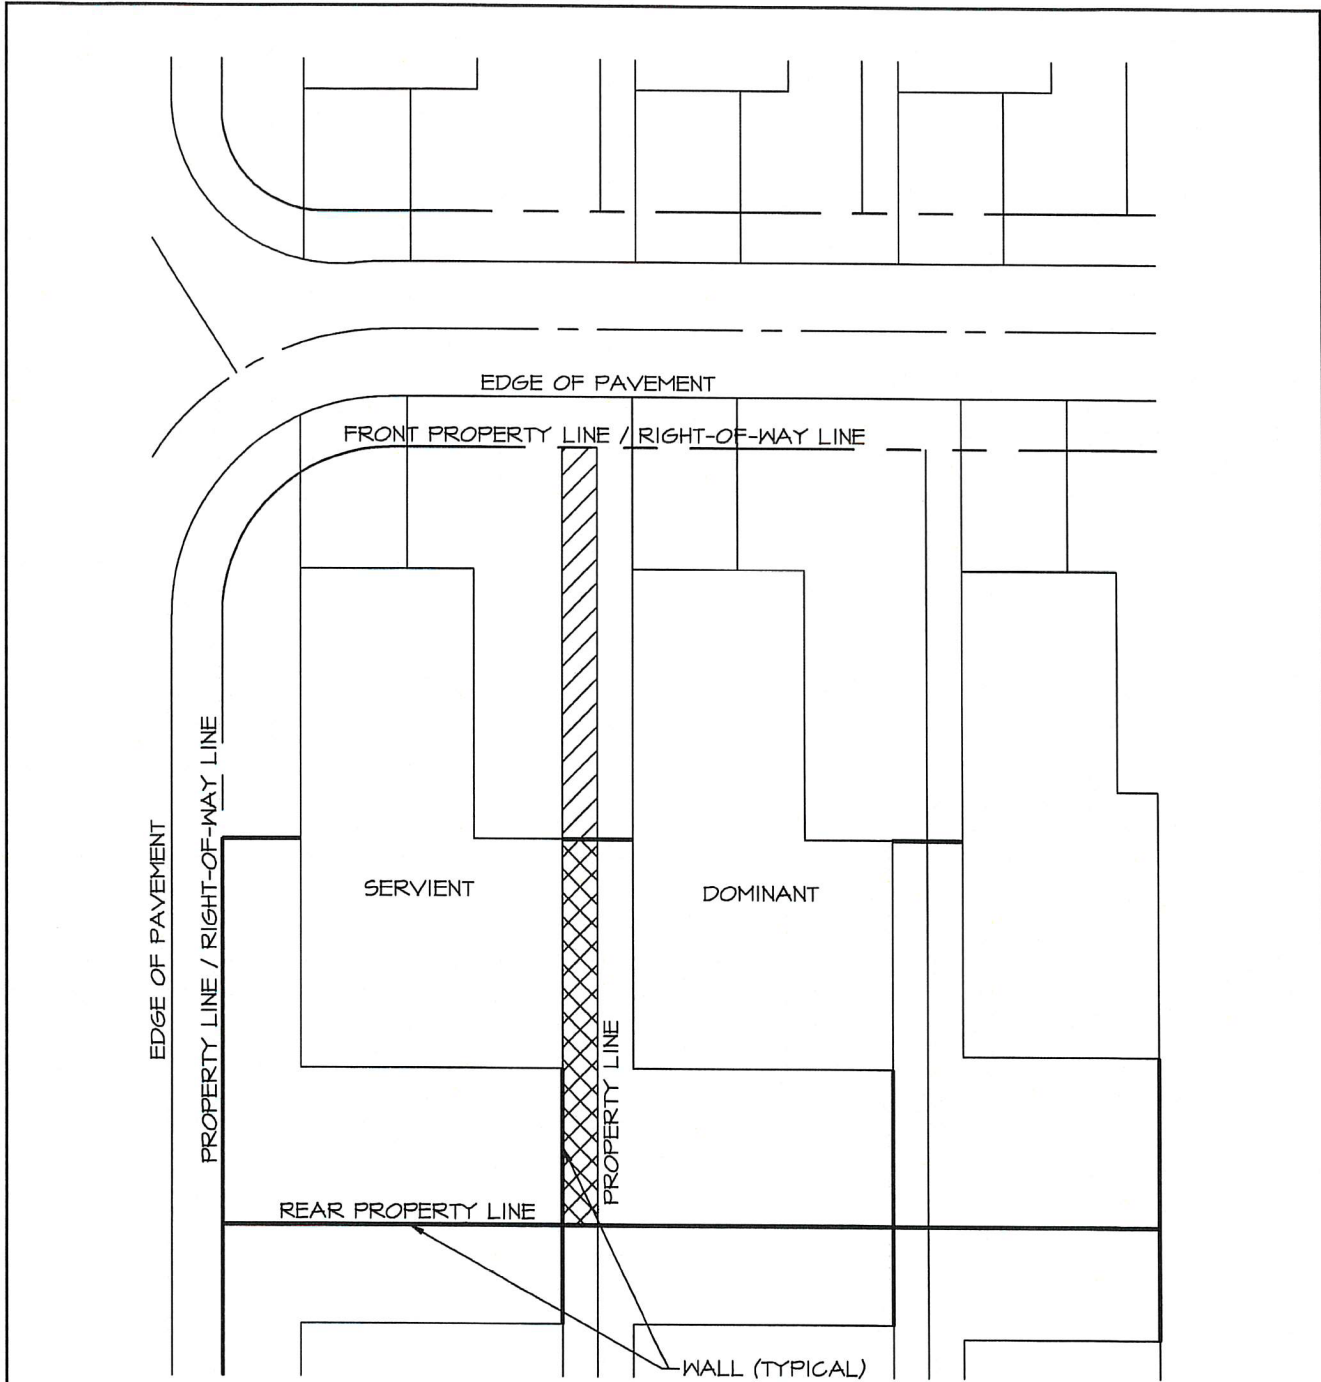 EDGE OF PAVEMENT
FRONT PROPERTY LINE / RIGHT-OF-WAY LINE
EDGE OF PAVEMENT
PROPERTY LINE / RIGHT-OF-WAY LINE
SERVIENT
DOMINANT
PROPERTY LINE
REAR PROPERTY LINE
WALL (TYPICAL)